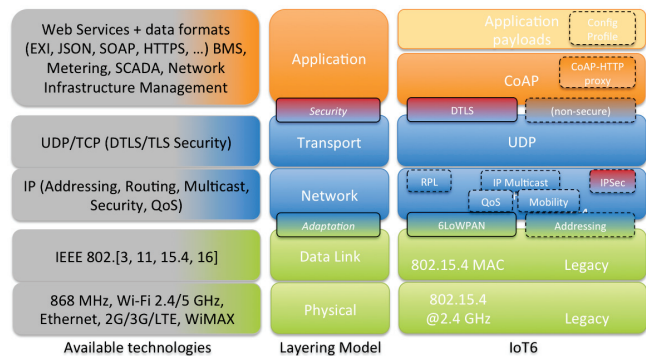 Web Services + data formats
(EXI, JSON, SOAP, HTTPS, ...) BMS,
Metering, SCADA, Network
Infrastructure Management
Application
Application
payloads
Config
Profile
CoAP
CoAP-HTTP
proxy
Security
DTLS
(non-secure)
UDP/TCP (DTLS/TLS Security)
Transport
UDP
IP (Addressing, Routing, Multicast,
Security, QoS)
Network
RPL
IP Multicast
IPSec
QoS
Mobility
Adaptation
6LoWPAN
Addressing
IEEE 802.[3, 11, 15.4, 16]
Data Link
802.15.4 MAC
Legacy
868 MHz, Wi-Fi 2.4/5 GHz,
Ethernet, 2G/3G/LTE, WiMAX
Physical
802.15.4
@2.4 GHz
Legacy
Available technologies
Layering Model
IoT6